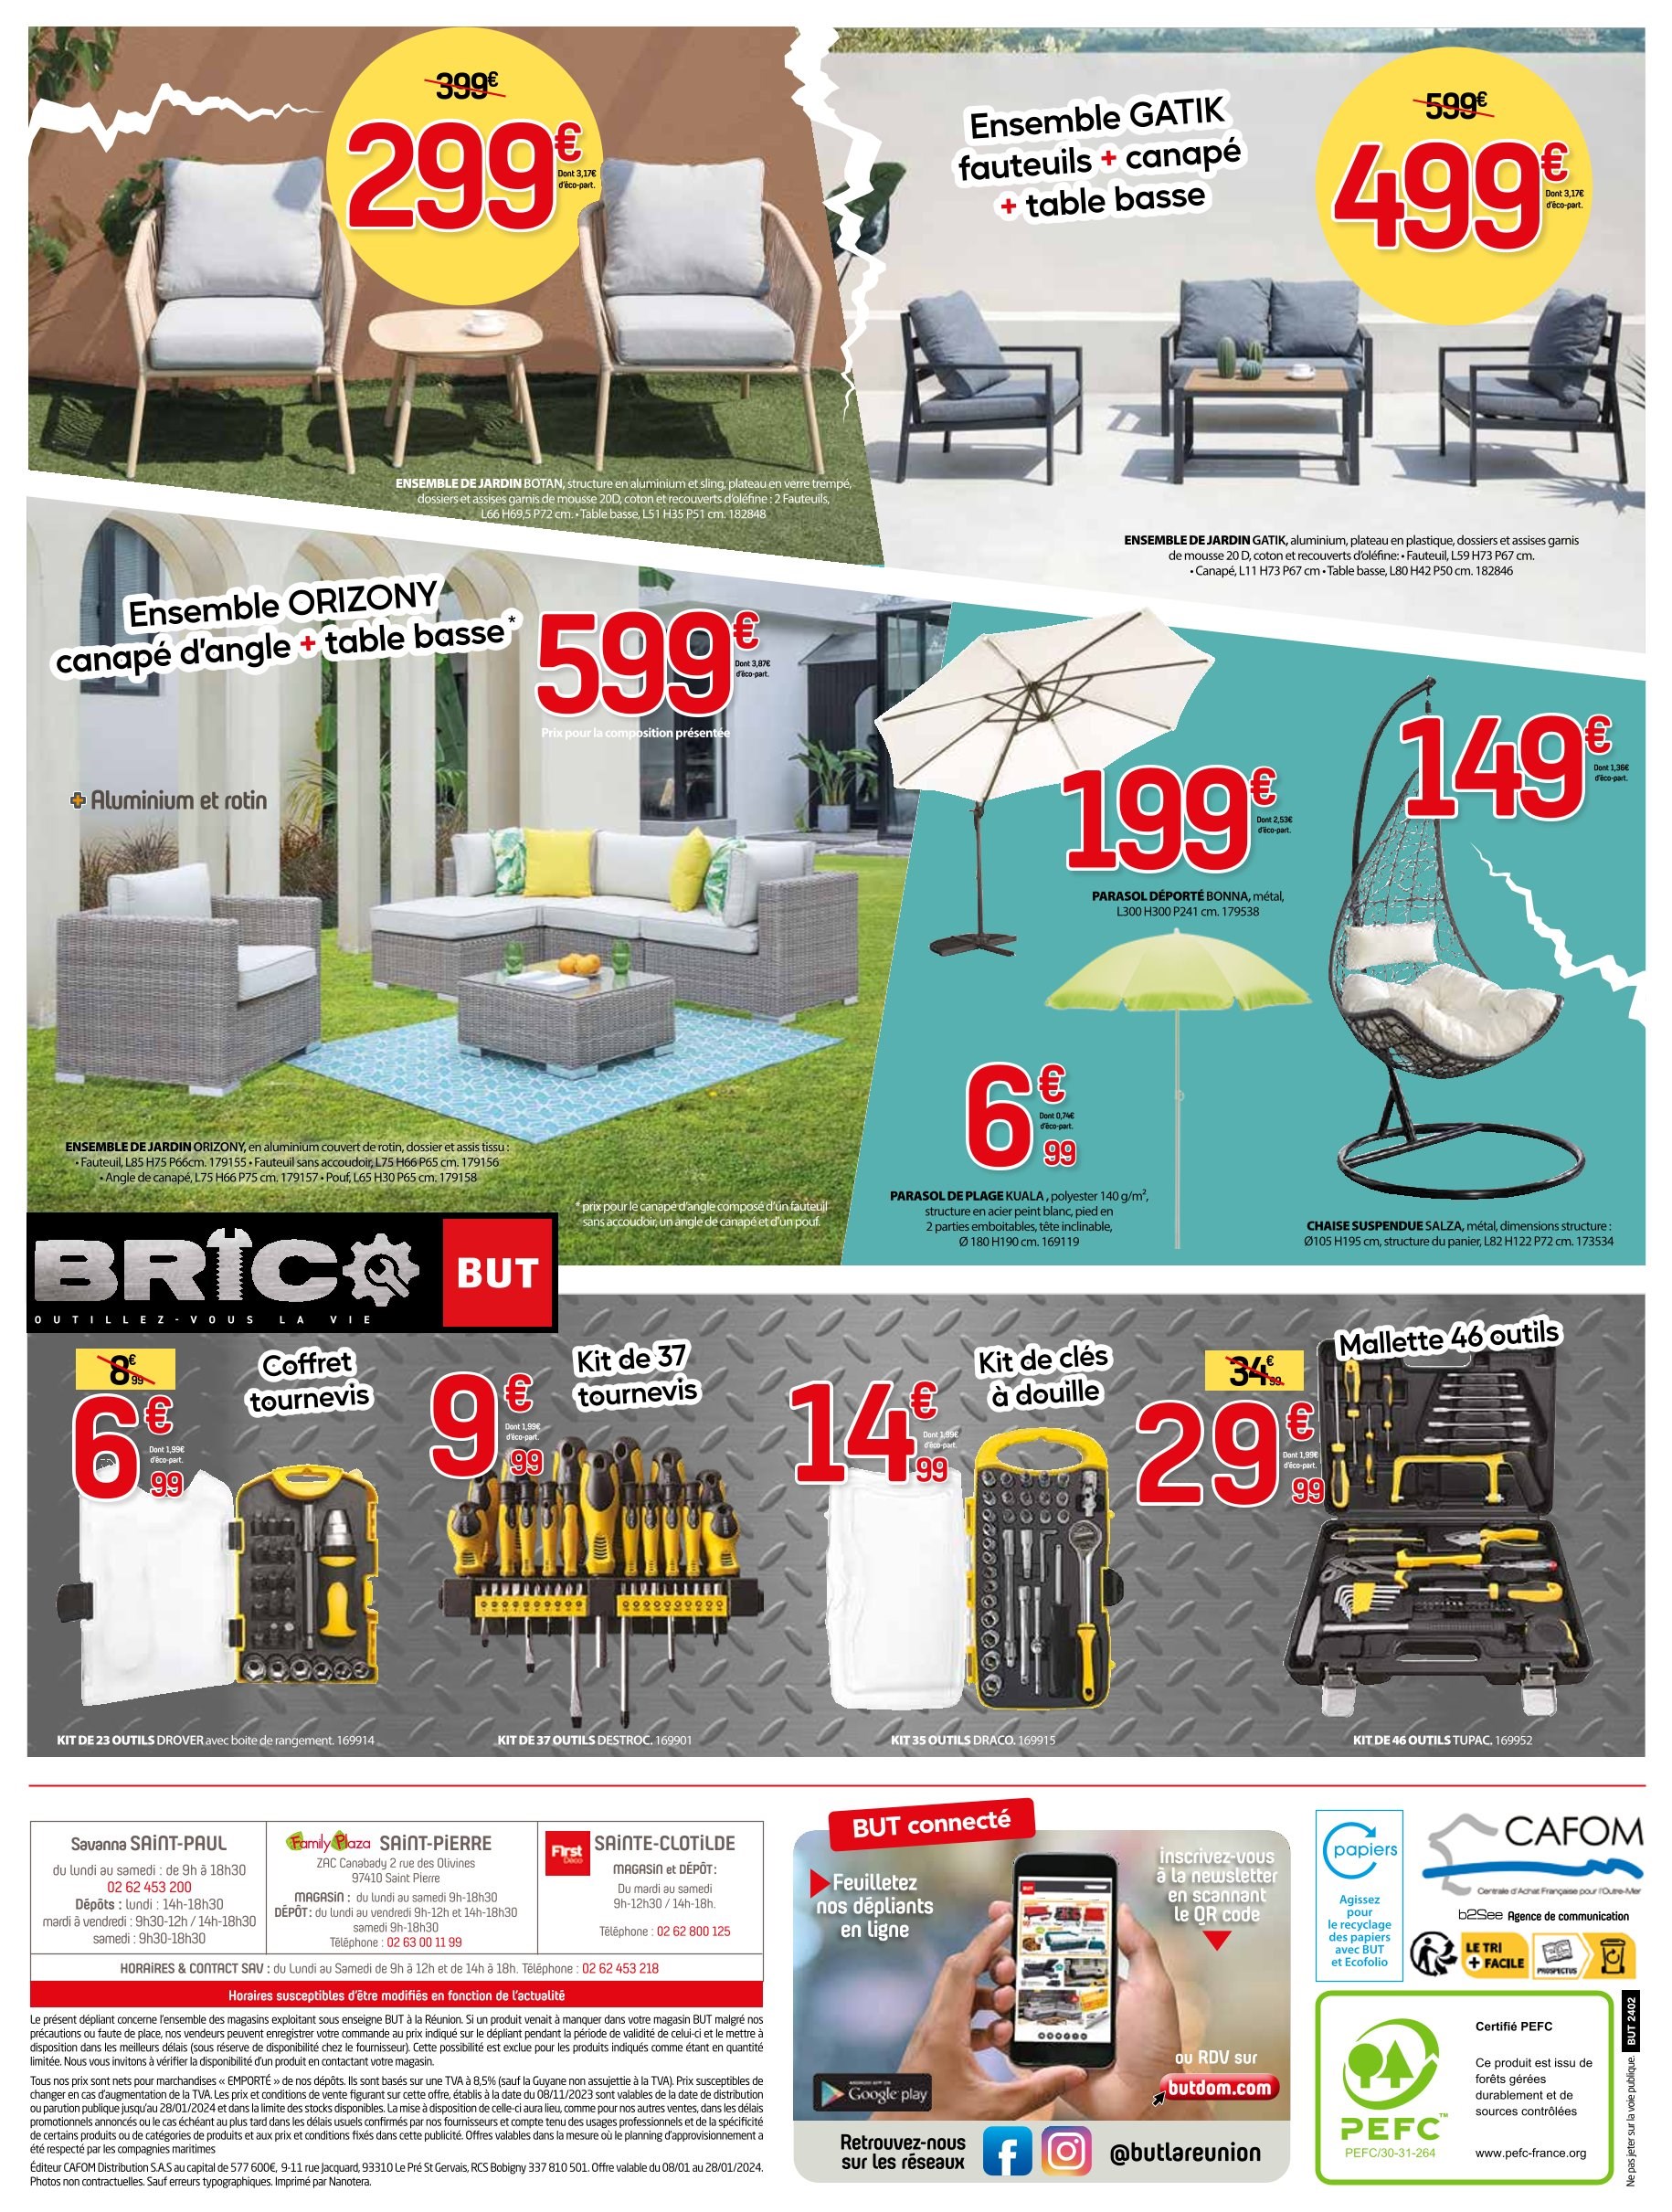 399€
299€
Dont 3,17€
d'éco-part.
ENSEMBLE DE JARDIN BOTAN, structure en aluminium et sling, plateau en verre trempé,
dossiers et assises garnis de mousse 20D, coton et recouverts d'oléfine : 2 Fauteuils,
L66 H69,5 P72 cm. • Table basse, L51 H35 P51 cm. 182848
Ensemble GATIK
fauteuils + canapé
+ table basse
599€
499€
Dont 3,17€
d'éco-part.
ENSEMBLE DE JARDIN GATIK, aluminium, plateau en plastique, dossiers et assises garnis
de mousse 20 D, coton et recouverts d'oléfine: • Fauteuil, L59 H73 P67 cm.
• Canapé, L11 H73 P67 cm • Table basse, L80 H42 P50 cm. 182846
Ensemble ORIZONY
canapé d'angle + table basse*
599€
Dont 3,87€
d'éco-part.
Prix pour la composition présentée
+ Aluminium et rotin
ENSEMBLE DE JARDIN ORIZONY, en aluminium couvert de rotin, dossier et assis tissu :
• Fauteuil, L85 H75 P66cm. 179155 • Fauteuil sans accoudoir, L75 H66 P65 cm. 179156
• Angle de canapé, L75 H66 P75 cm. 179157 • Pouf, L65 H30 P65 cm. 179158
* prix pour le canapé d'angle composé d'un fauteuil
sans accoudoir, un angle de canapé et d'un pouf.
199€
Dont 2,53€
d'éco-part.
PARASOL DÉPORTÉ BONNA, métal,
L300 H300 P241 cm. 179538
149€
Dont 1,36€
d'éco-part.
6€99
Dont 0,74€
d'éco-part.
PARASOL DE PLAGE KUALA , polyester 140 g/m²,
structure en acier peint blanc, pied en
2 parties emboitables, tête inclinable,
Ø 180 H190 cm. 169119
CHAISE SUSPENDUE SALZA, métal, dimensions structure :
Ø105 H195 cm, structure du panier, L82 H122 P72 cm. 173534
BRICO
OUTILLEZ-VOUS LA VIE
BUT
8€99
6€99
Dont 1,99€
d'éco-part.
Coffret
tournevis
KIT DE 23 OUTILS DROVER avec boite de rangement. 169914
9€99
Dont 1,99€
d'éco-part.
Kit de 37
tournevis
KIT DE 37 OUTILS DESTROC. 169901
14€99
Dont 1,99€
d'éco-part.
Kit de clés
à douille
KIT 35 OUTILS DRACO. 169915
34€99
29€99
Dont 1,99€
d'éco-part.
Mallette 46 outils
KIT DE 46 OUTILS TUPAC. 169952
Savanna SAiNT-PAUL
du lundi au samedi : de 9h à 18h30
02 62 453 200
Dépôts : lundi : 14h-18h30
mardi à vendredi : 9h30-12h / 14h-18h30
samedi : 9h30-18h30
Family Plaza SAiNT-PiERRE
ZAC Canabady 2 rue des Olivines
97410 Saint PIerre
MAGASiN : du lundi au samedi 9h-18h30
DÉPÔT : du lundi au vendredi 9h-12h et 14h-18h30
samedi 9h-18h30
Téléphone : 02 63 00 11 99
First Déco SAiNTE-CLOTiLDE
MAGASiN et DÉPÔT :
Du mardi au samedi
9h-12h30 / 14h-18h.
Téléphone : 02 62 800 125
HORAiRES & CONTACT SAV : du Lundi au Samedi de 9h à 12h et de 14h à 18h. Téléphone : 02 62 453 218
Horaires susceptibles d'être modifiés en fonction de l'actualité
Le présent dépliant concerne l'ensemble des magasins exploitant sous enseigne BUT à la Réunion. Si un produit venait à manquer dans votre magasin BUT malgré nos
précautions ou faute de place, nos vendeurs peuvent enregistrer votre commande au prix indiqué sur le dépliant pendant la période de validité de celui-ci et le mettre à
disposition dans les meilleurs délais (sous réserve de disponibilité chez le fournisseur). Cette possibilité est exclue pour les produits indiqués comme étant en quantité
limitée. Nous vous invitons à vérifier la disponibilité d'un produit en contactant votre magasin.
Tous nos prix sont nets pour marchandises « EMPORTÉ » de nos dépôts. Ils sont basés sur une TVA à 8,5% (sauf la Guyane non assujettie à la TVA). Prix susceptibles de
changer en cas d'augmentation de la TVA. Les prix et conditions de vente figurant sur cette offre, établis à la date du 08/11/2023 sont valables de la date de distribution
ou parution publique jusqu'au 28/01/2024 et dans la limite des stocks disponibles. La mise à disposition de celle-ci aura lieu, comme pour nos autres ventes, dans les délais
promotionnels annoncés ou le cas échéant au plus tard dans les délais usuels confirmés par nos fournisseurs et compte tenu des usages professionnels et de la spécificité
de certains produits ou de catégories de produits et aux prix et conditions fixés dans cette publicité. Offres valables dans la mesure où le planning d'approvisionnement a
été respecté par les compagnies maritimes
Éditeur CAFOM Distribution S.A.S au capital de 577 600€, 9-11 rue Jacquard, 93310 Le Pré St Gervais, RCS Bobigny 337 810 501. Offre valable du 08/01 au 28/01/2024.
Photos non contractuelles. Sauf erreurs typographiques. Imprimé par Nanotera.
BUT connecté
Feuilletez
nos dépliants
en ligne
inscrivez-vous
à la newsletter
en scannant
le QR code
ou RDV sur
butdom.com
Google play
Retrouvez-nous
sur les réseaux
@butlareunion
papiers
Agissez
pour
le recyclage
des papiers
avec BUT
et Ecofolio
CAFOM
Centrale d'Achat Française pour l'Outre-Mer
b2See Agence de communication
LE TRI
+ FACILE
PROSPECTUS
PEFC™
PEFC/30-31-264
Certifié PEFC
Ce produit est issu de
forêts gérées
durablement et de
sources contrôlées
www.pefc-france.org
Ne pas jeter sur la voie publique. BUT 2402